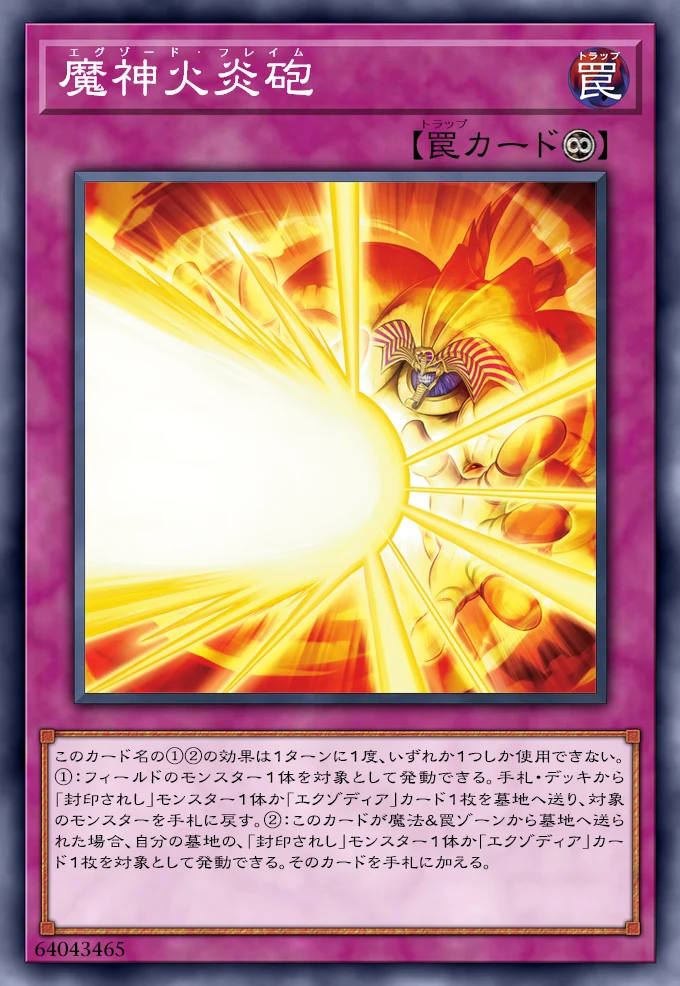 エグゾード・フレイム
魔神火炎砲
トラップ
罠
トラップ
【罠カード♾】
このカード名の①②の効果は1ターンに1度、いずれか1つしか使用できない。
①:フィールドのモンスター1体を対象として発動できる。手札・デッキから
「封印されし」モンスター1体か「エクゾディア」カード1枚を墓地へ送り、対象
のモンスターを手札に戻す。②:このカードが魔法&罠ゾーンから墓地へ送ら
れた場合、自分の墓地の、「封印されし」モンスター1体か「エクゾディア」カー
ド1枚を対象として発動できる。そのカードを手札に加える。
64043465